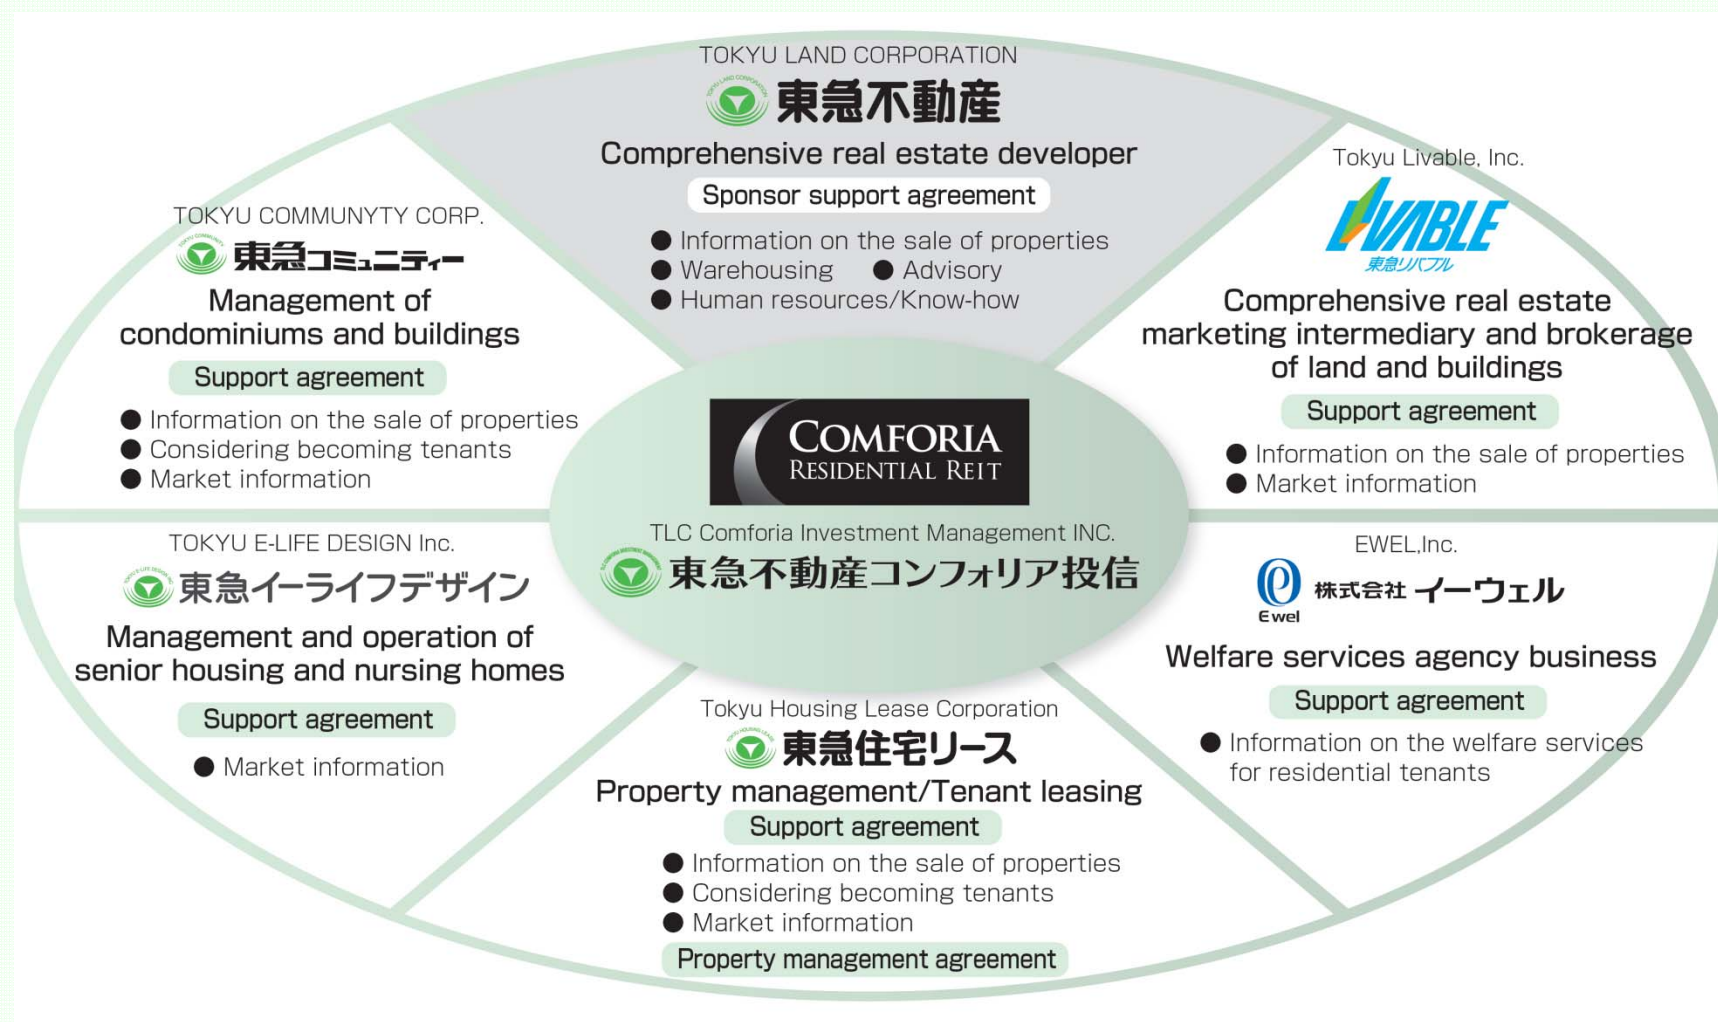 TOKYU LAND CORPORATION
東急不動産
Comprehensive real estate developer
Sponsor support agreement
● Information on the sale of properties
● Warehousing ● Advisory
● Human resources/Know-how
TOKYU COMMUNYTY CORP.
東急コミュニティー
Management of
condominiums and buildings
Support agreement
● Information on the sale of properties
● Considering becoming tenants
● Market information
Tokyu Livable, Inc.
LIVABLE
東急リバブル
Comprehensive real estate
marketing intermediary and brokerage
of land and buildings
Support agreement
● Information on the sale of properties
● Market information
COMFORIA
RESIDENTIAL REIT
TLC Comforia Investment Management INC.
東急不動産コンフォリア投信
TOKYU E-LIFE DESIGN Inc.
東急イーライフデザイン
Management and operation of
senior housing and nursing homes
Support agreement
● Market information
EWEL,Inc.
Ewel
株式会社 イーウェル
Welfare services agency business
Support agreement
● Information on the welfare services
for residential tenants
Tokyu Housing Lease Corporation
東急住宅リース
Property management/Tenant leasing
Support agreement
● Information on the sale of properties
● Considering becoming tenants
● Market information
Property management agreement